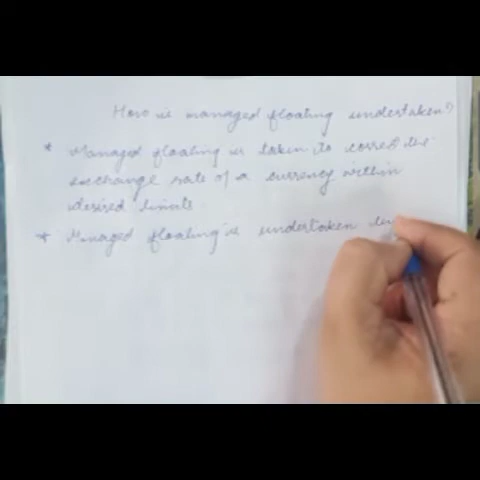 How is managed floating undertaken?
* Managed floating is taken to correct the
exchange rate of a currency within
desired limits.
* Managed floating is undertaken